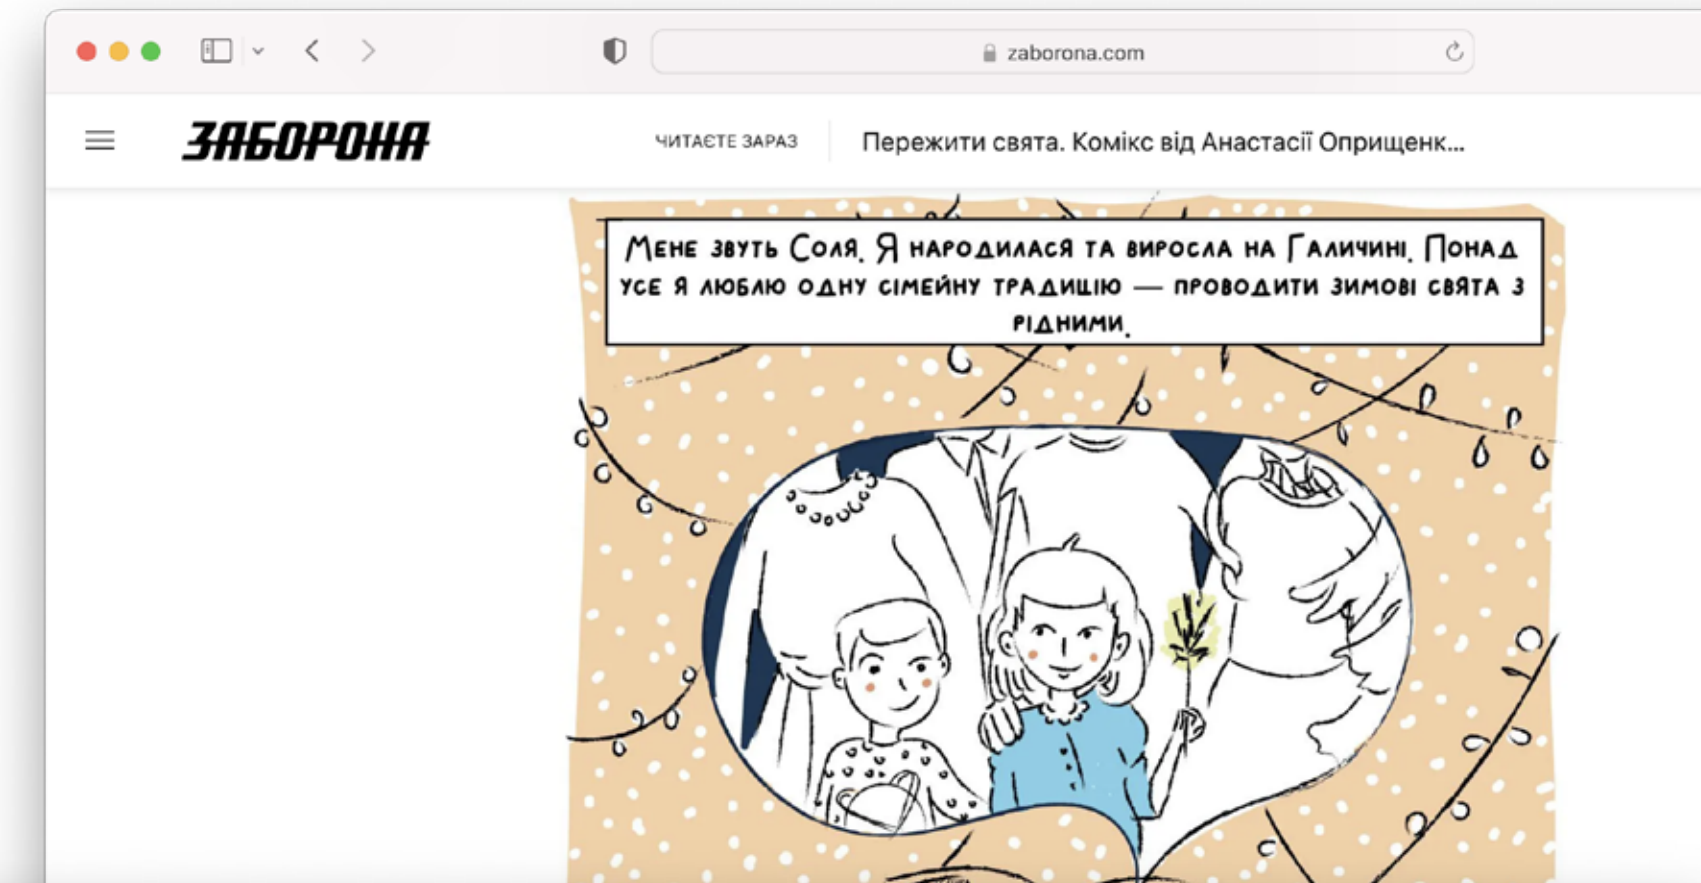 zaborona.com
ЗАБОРОНА
ЧИТАЄТЕ ЗАРАЗ
Пережити свята. Комікс від Анастасії Оприщенк...
Мене звуть Соля. Я народилася та виросла на Галичині. Понад
усе я люблю одну сімейну традицію — проводити зимові свята з
рідними.